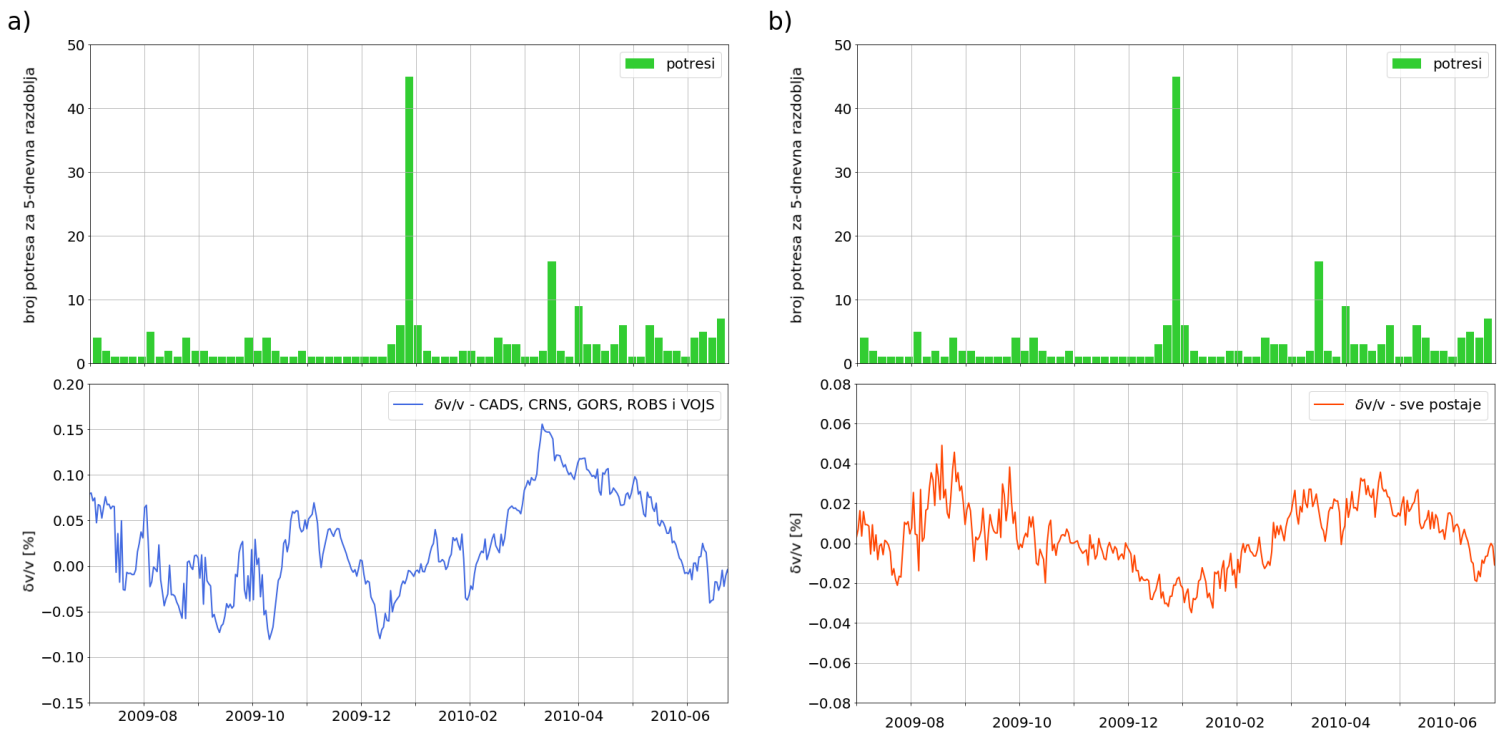 a)
50
40
30
20
10
0
broj potresa za 5-dnevna razdoblja
potresi
0.20
0.15
0.10
0.05
0.00
−0.05
−0.10
−0.15
δv/v [%]
δv/v - CADS, CRNS, GORS, ROBS i VOJS
2009-08 2009-10 2009-12 2010-02 2010-04 2010-06
b)
50
40
30
20
10
0
broj potresa za 5-dnevna razdoblja
potresi
0.08
0.06
0.04
0.02
0.00
−0.02
−0.04
−0.06
−0.08
δv/v [%]
δv/v - sve postaje
2009-08 2009-10 2009-12 2010-02 2010-04 2010-06